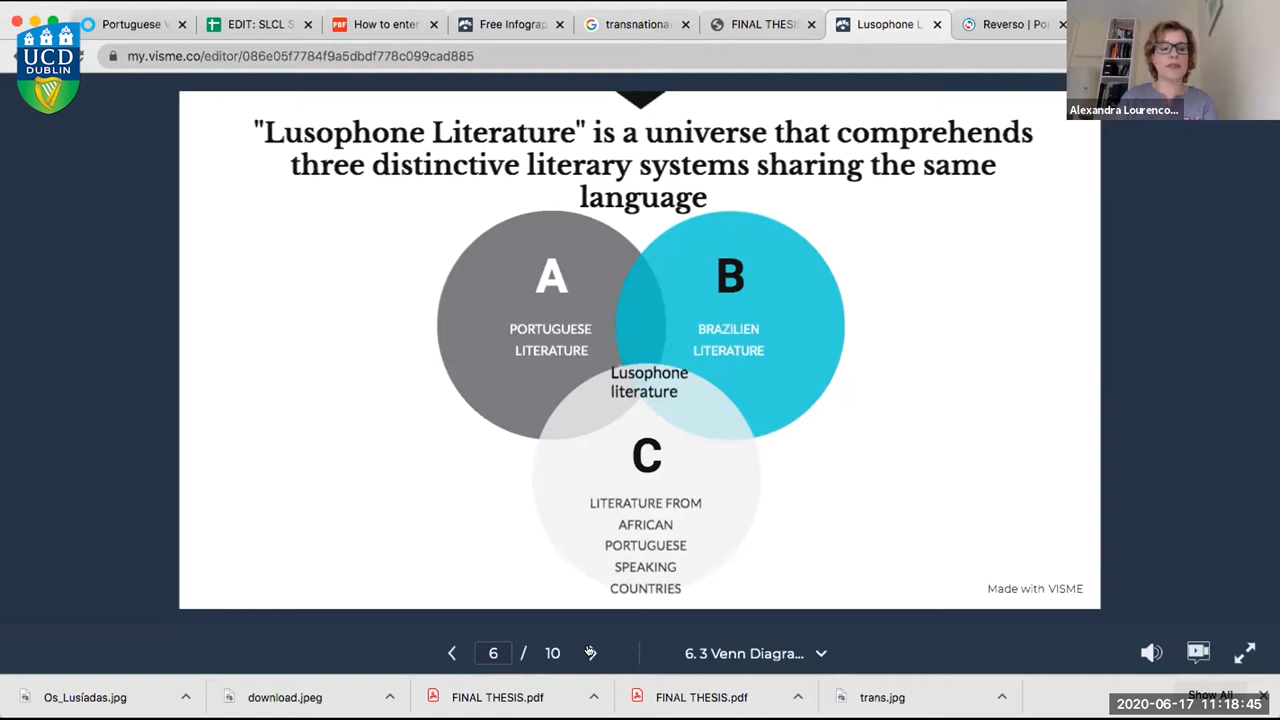 Portuguese V
EDIT: SLCL S
How to enter
Free Infograp
transnationa
FINAL THESIS
Lusophone L
Reverso | Po
UCD
DUBLIN
my.visme.co/editor/086e05f7784f9a5dbdf778c099cad885
Alexandra Lourenco...
"Lusophone Literature" is a universe that comprehends
three distinctive literary systems sharing the same
language
A
PORTUGUESE
LITERATURE
B
BRAZILIEN
LITERATURE
Lusophone
literature
C
LITERATURE FROM
AFRICAN
PORTUGUESE
SPEAKING
COUNTRIES
Made with VISME
6 / 10
6. 3 Venn Diagra...
Os_Lusíadas.jpg
download.jpeg
FINAL THESIS.pdf
FINAL THESIS.pdf
trans.jpg
Show All
2020-06-17 11:18:45